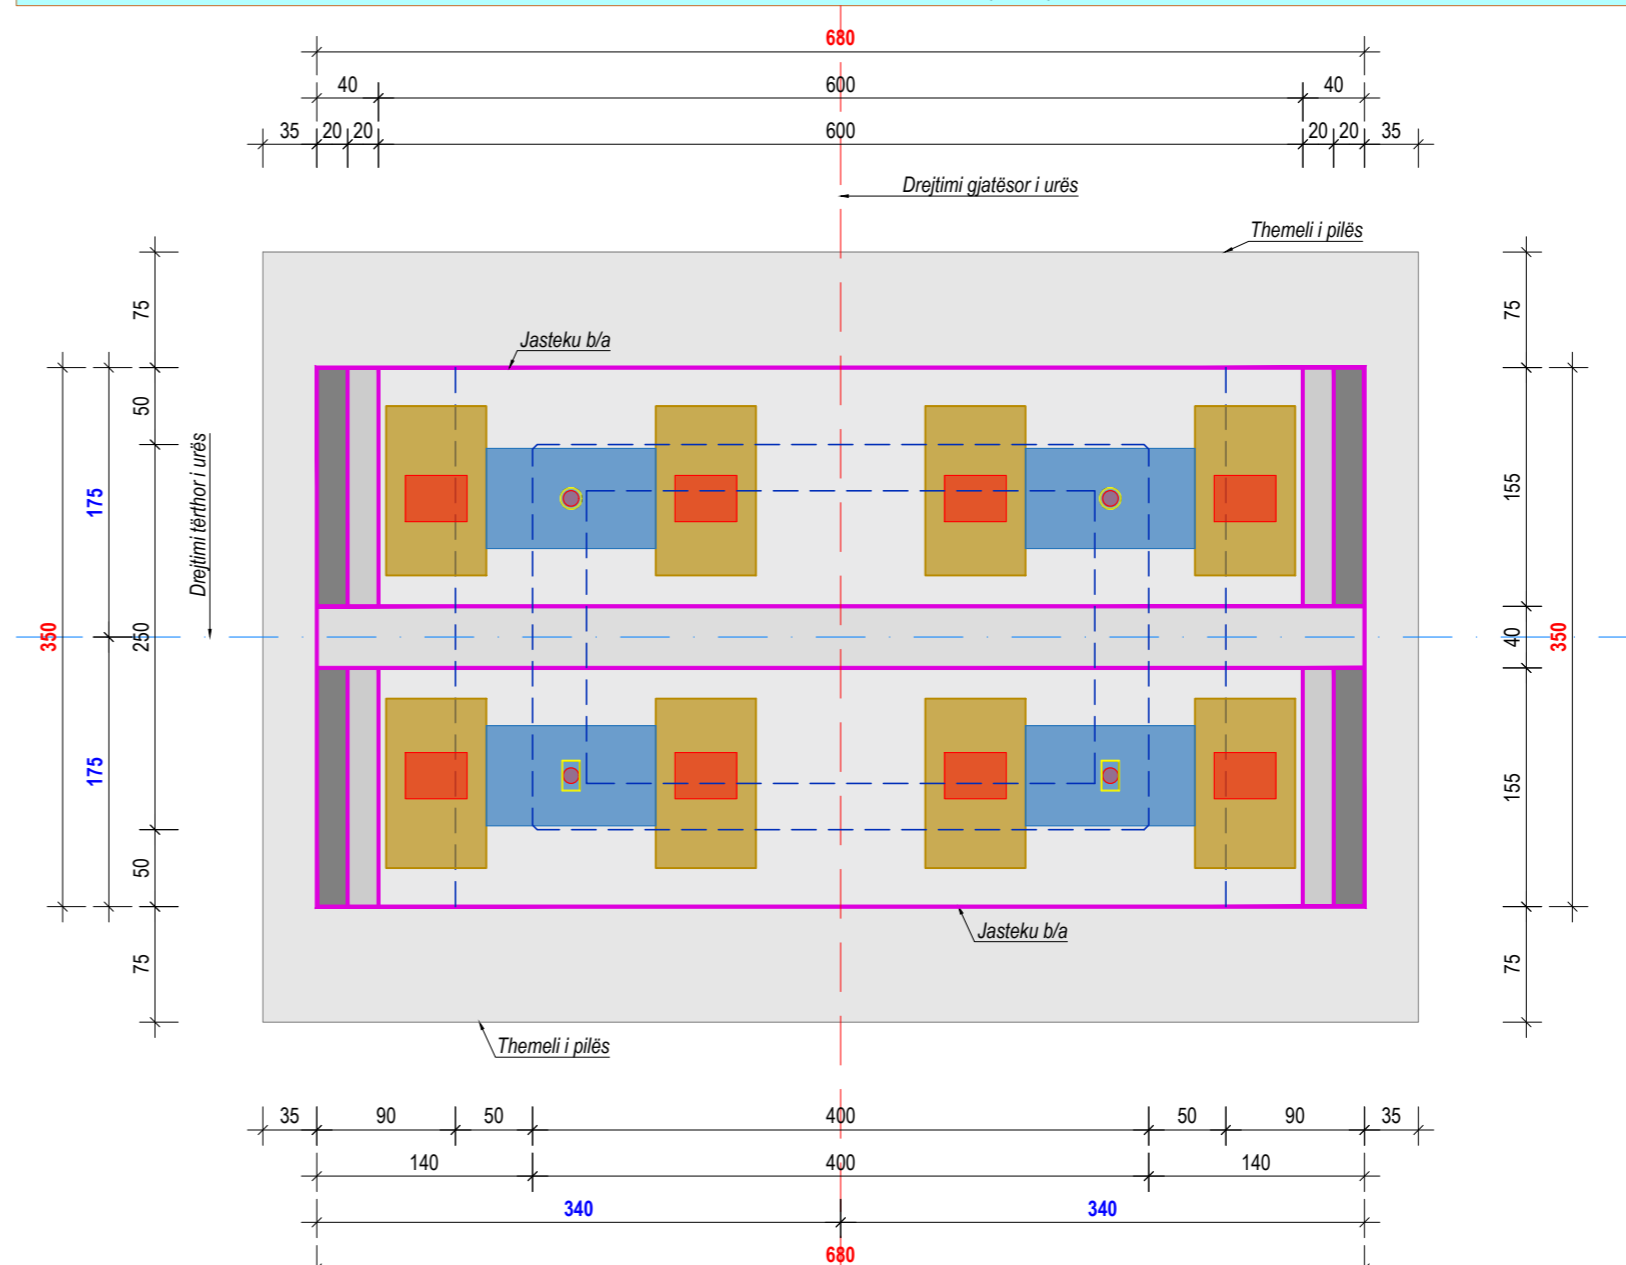 680
40 600 40
35 20 20 600 20 20 35
Drejtimi gjatësor i urës
Themeli i pilës
75 75
Jasteku b/a
50
Drejtimi tërthor i urës
175 155
350 250 40 350
175 155
50
Jasteku b/a
75 75
Themeli i pilës
35 90 50 400 50 90 35
140 400 140
340 340
680